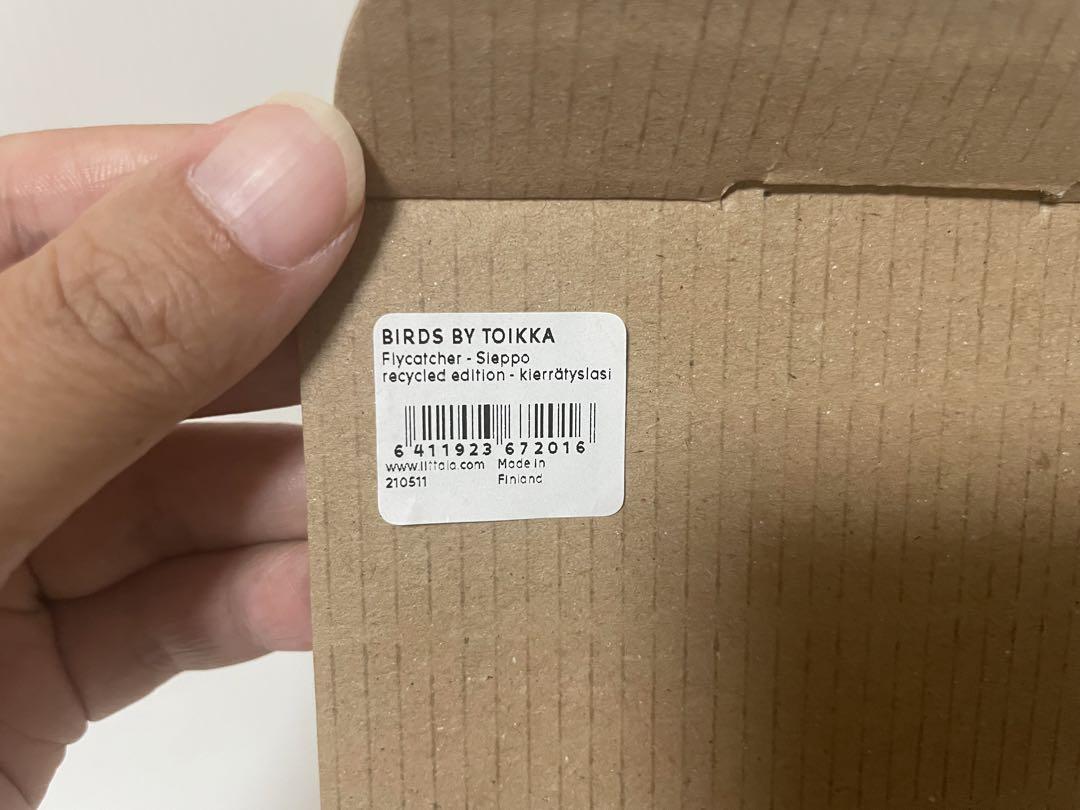 BIRDS BY TOIKKA
Flycatcher - Sieppo
recycled edition - kierrätyslasi
6 411923 672016
www.iittala.com Made in
210511 Finland